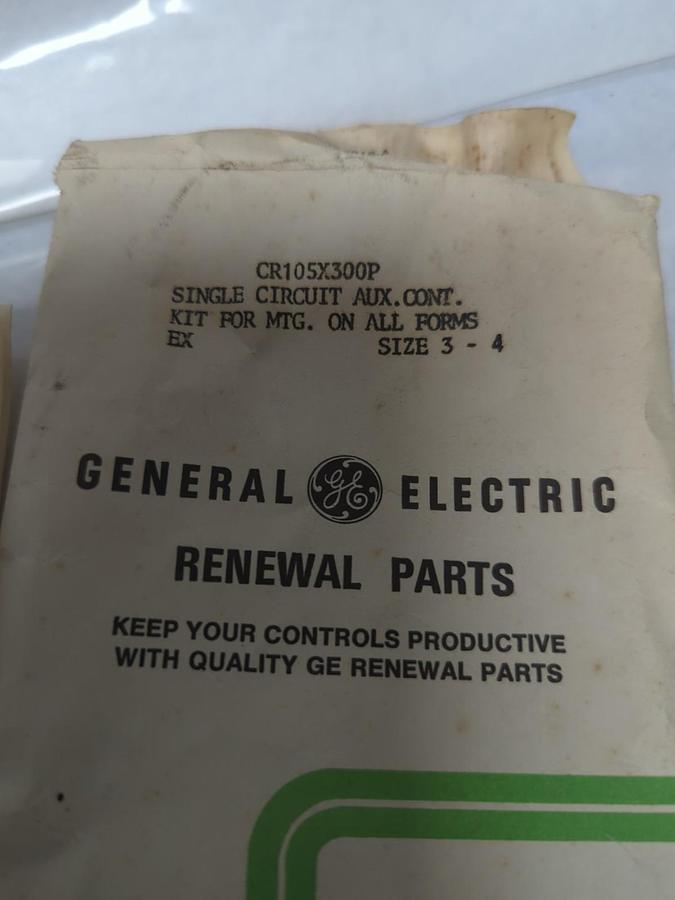 CR105X300P
SINGLE CIRCUIT AUX.CONT.
KIT FOR MTG. ON ALL FORMS
EX SIZE 3 - 4
GENERAL GE ELECTRIC
RENEWAL PARTS
KEEP YOUR CONTROLS PRODUCTIVE
WITH QUALITY GE RENEWAL PARTS